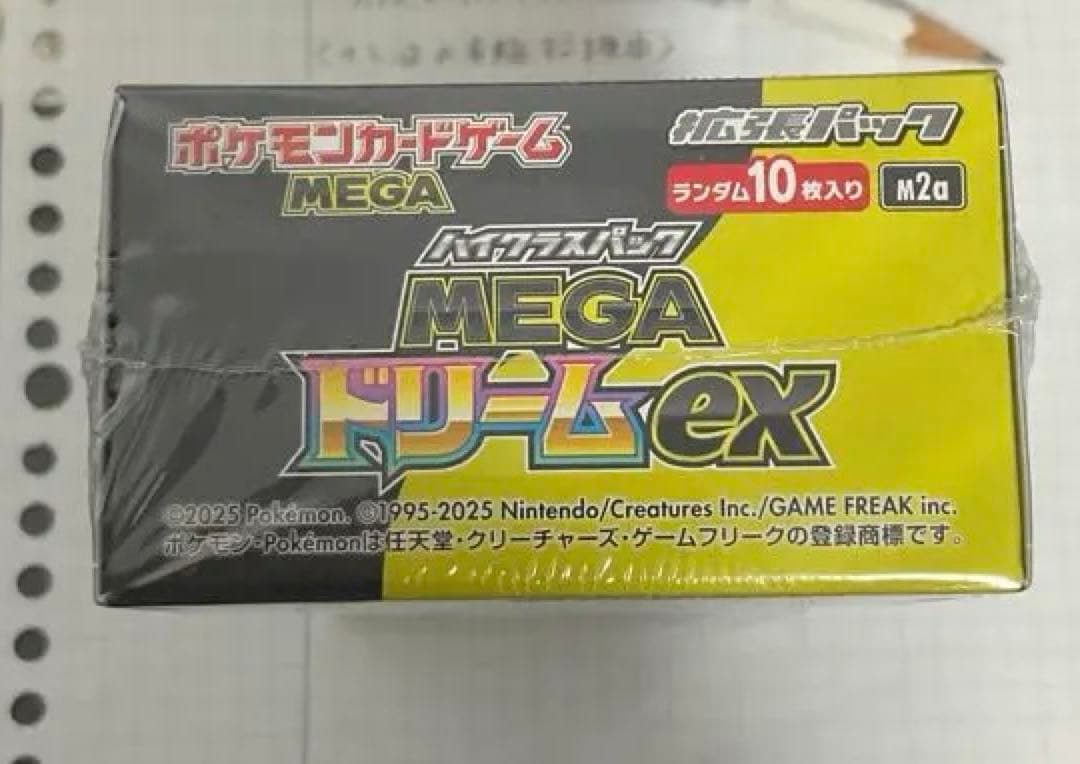 ポケモンカードゲーム
MEGA
拡張パック
ランダム10枚入り M2a
ハイクラスパック
MEGA
ドリームex
©2025 Pokémon. ©1995-2025 Nintendo/Creatures Inc./GAME FREAK inc.
ポケモン・Pokémonは任天堂・クリーチャーズ・ゲームフリークの登録商標です。